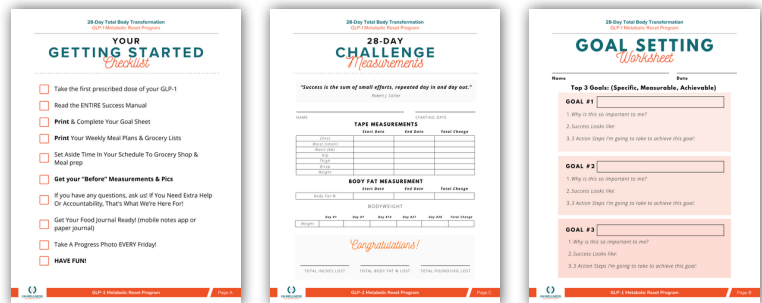 28-Day Total Body Transformation
GLP-1 Metabolic Reset Program
YOUR
GETTING STARTED
Checklist
Take the first prescribed dose of your GLP-1
Read the ENTIRE Success Manual
Print & Complete Your Goal Sheet
Print Your Weekly Meal Plans & Grocery Lists
Set Aside Time In Your Schedule To Grocery Shop &
Meal prep
Get your "Before" Measurements & Pics
If you have any questions, ask us! If You Need Extra Help
Or Accountability, That's What We're Here For!
Get Your Food Journal Ready! (mobile notes app or
paper journal)
Take A Progress Photo EVERY Friday!
HAVE FUN!
GLP-1 Metabolic Reset Program
Page A
28-Day Total Body Transformation
GLP-1 Metabolic Reset Program
28-DAY
CHALLENGE
Measurements
"Success is the sum of small efforts, repeated day in and day out."
Robert J. Collier
NAME
STARTING DATE
TAPE MEASUREMENTS
Start Date End Date Total Change
Chest
Waist (small)
Waist (BB)
Hip
Thigh
Bicep
Weight
BODY FAT MEASUREMENT
Start Date End Date Total Change
Body Fat %
BODYWEIGHT
Day #1 Day #7 Day #14 Day #21 Day #28 Total Change
Weight
Congratulations!
TOTAL INCHES LOST
TOTAL BODY FAT % LOST
TOTAL POUNDS/KG LOST
GLP-1 Metabolic Reset Program
Page C
28-Day Total Body Transformation
GLP-1 Metabolic Reset Program
GOAL SETTING
Worksheet
Name
Date
Top 3 Goals: (Specific, Measurable, Achievable)
GOAL #1
1. Why is this so important to me?
2. Success Looks like:
3. 3 Action Steps I'm going to take to achieve this goal!
GOAL #2
1. Why is this so important to me?
2. Success Looks like:
3. 3 Action Steps I'm going to take to achieve this goal!
GOAL #3
1. Why is this so important to me?
2. Success Looks like:
3. 3 Action Steps I'm going to take to achieve this goal!
GLP-1 Metabolic Reset Program
Page B